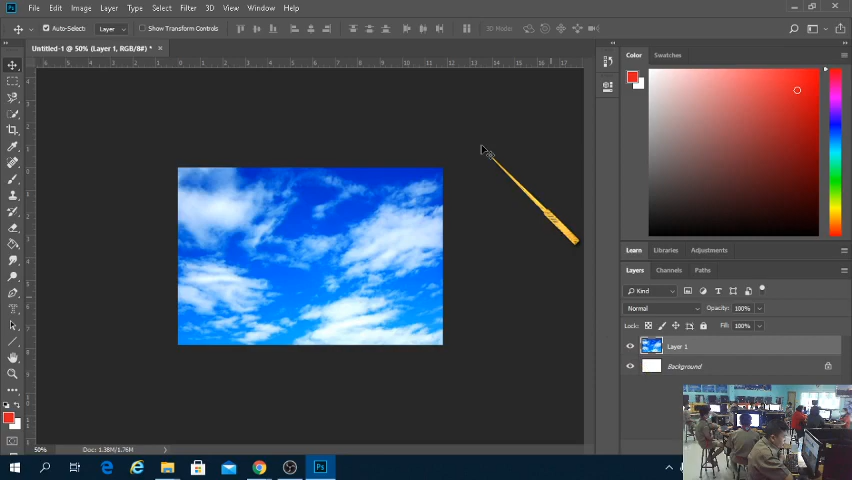 Ps File Edit Image Layer Type Select Filter 3D View Window Help
Auto-Select: Layer Show Transform Controls 3D Mode:
Untitled-1 @ 50% (Layer 1, RGB/8#) * ×
Color Swatches
Learn Libraries Adjustments
Layers Channels Paths
Kind
Normal Opacity: 100%
Lock: Fill: 100%
Layer 1
Background
50% Doc: 1.38M/1.76M
Ps